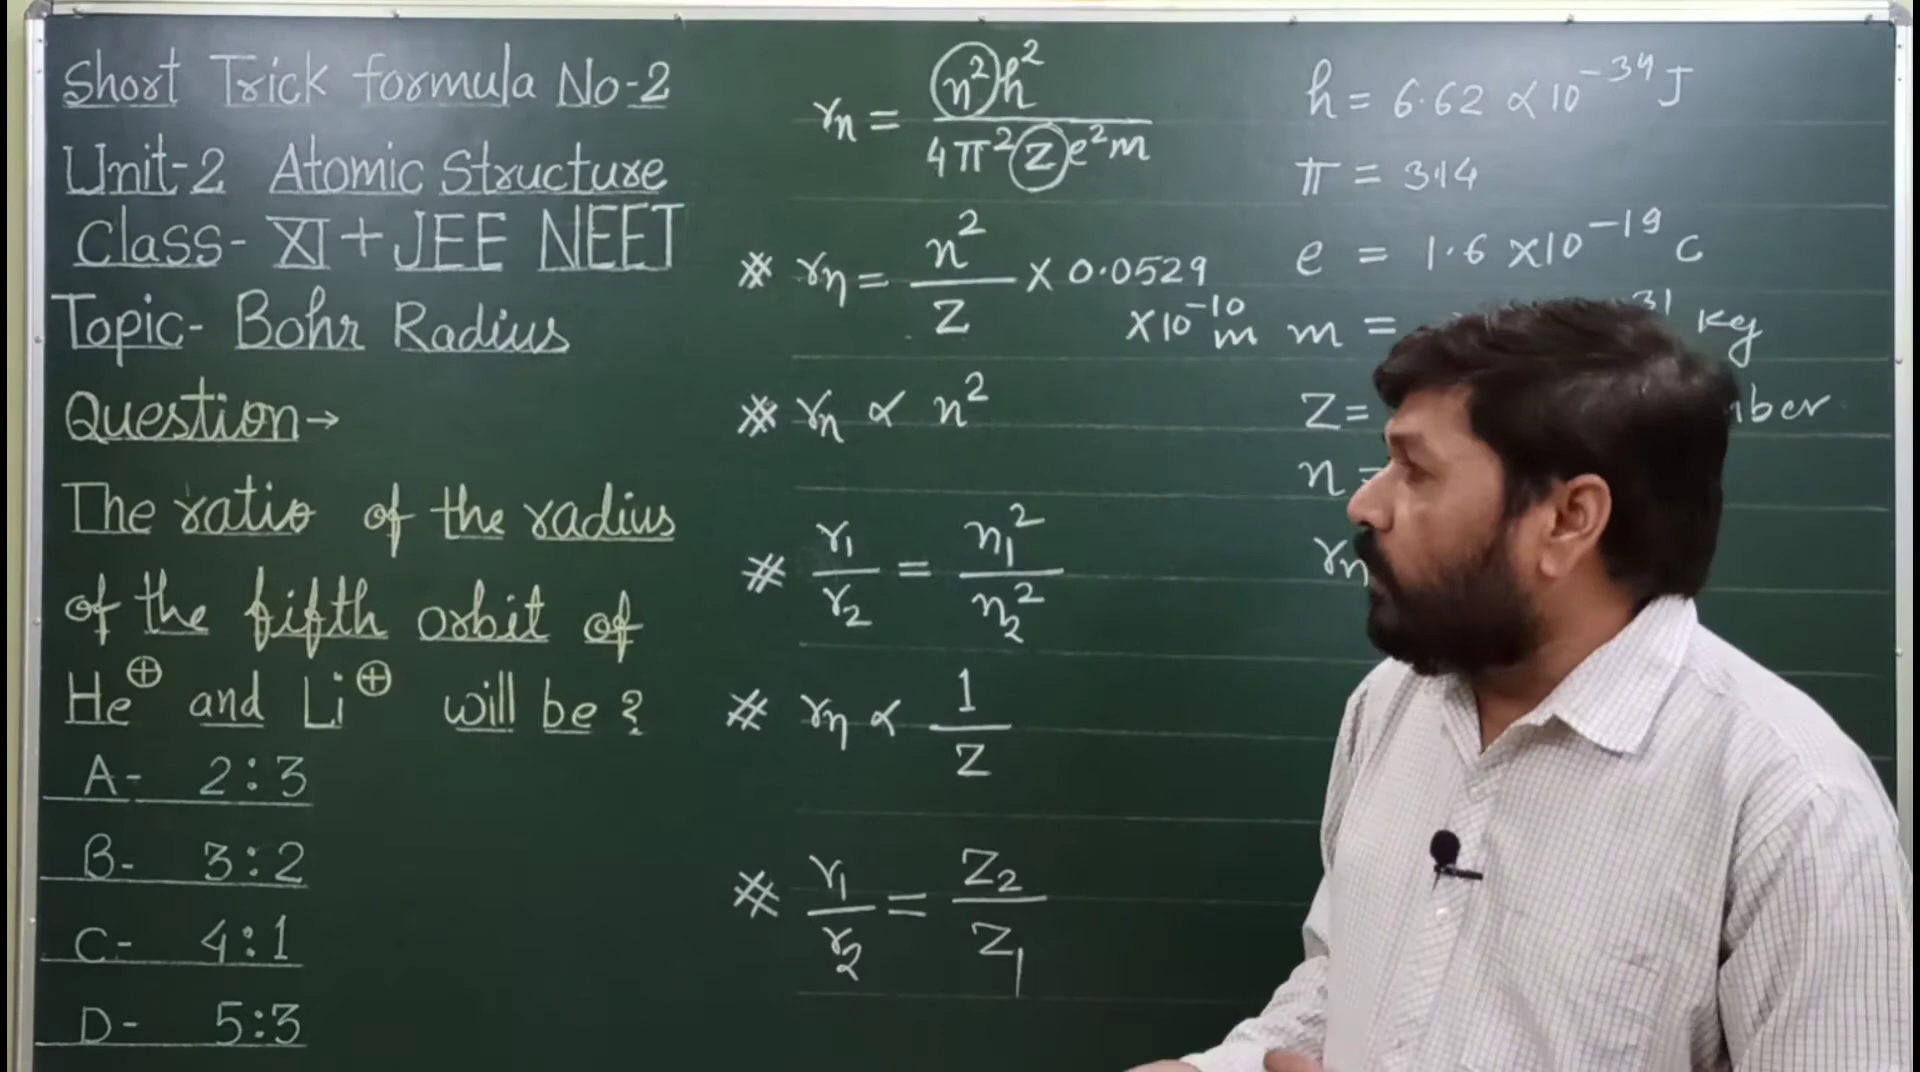 Short Trick formula No-2
Unit-2 Atomic Structure
Class- XI + JEE NEET
Topic- Bohr Radius
Question→
The ratio of the radius
of the fifth orbit of
He⊕ and Li⊕ will be ?
A- 2:3
B- 3:2
C- 4:1
D- 5:3
rn = n²h² / 4π²Ze²m
# rn = n²/Z × 0.0529
×10⁻¹⁰ m
# rn ∝ n²
# r₁/r₂ = n₁²/n₂²
# rn ∝ 1/Z
# r₁/r₂ = Z₂/Z₁
h = 6.62 ×10⁻³⁴ J
π = 3.14
e = 1.6 ×10⁻¹⁹ C
m = 31 kg
Z =
n =
rn